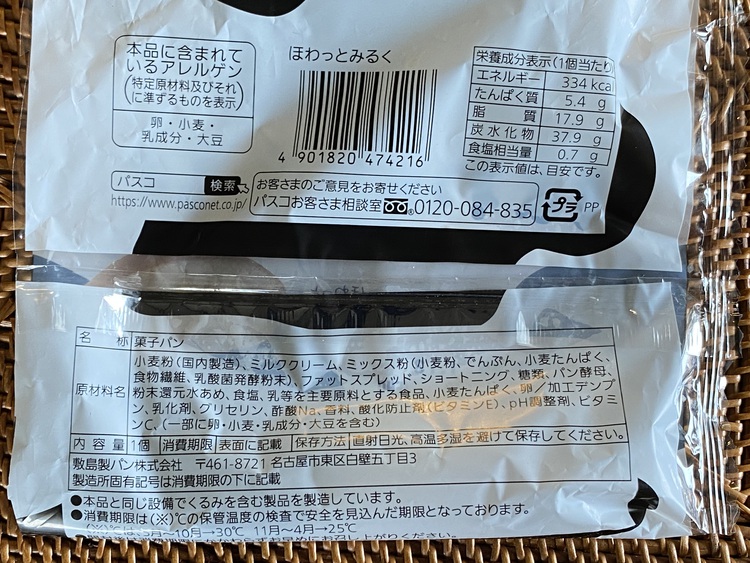 本品に含まれて
いるアレルゲン
(特定原材料及びそれ
に準ずるものを表示)
卵・小麦・
乳成分・大豆
ほわっとみるく
4 901820 474216
栄養成分表示(1個当たり)
エネルギー 334 kcal
たんぱく質 5.4 g
脂質 17.9 g
炭水化物 37.9 g
食塩相当量 0.7 g
この表示値は、目安です。
パスコ 検索
https://www.pasconet.co.jp/
お客さまのご意見をお寄せください
パスコお客さま相談室 0120-084-835
プラ PP
名称 菓子パン
原材料名 小麦粉(国内製造)、ミルククリーム、ミックス粉(小麦粉、でんぷん、小麦たんぱく、
食物繊維、乳酸菌発酵粉末)、ファットスプレッド、ショートニング、糖類、パン酵母、
粉末還元水あめ、食塩、乳等を主要原料とする食品、小麦たんぱく、卵/加工デンプ
ン、乳化剤、グリセリン、酢酸Na、香料、酸化防止剤(ビタミンE)、pH調整剤、ビタミ
ンC、(一部に卵・小麦・乳成分・大豆を含む)
内容量 1個 消費期限 表面に記載 保存方法 直射日光、高温多湿を避けて保存してください。
敷島製パン株式会社 〒461-8721 名古屋市東区白壁五丁目3
製造所固有記号は消費期限の下に記載
●本品と同じ設備でくるみを含む製品を製造しています。
●消費期限は(※)℃の保管温度の検査で安全を見込んだ期限となっております。
(※)℃は、5月~10月→30℃ 11月~4月→25℃